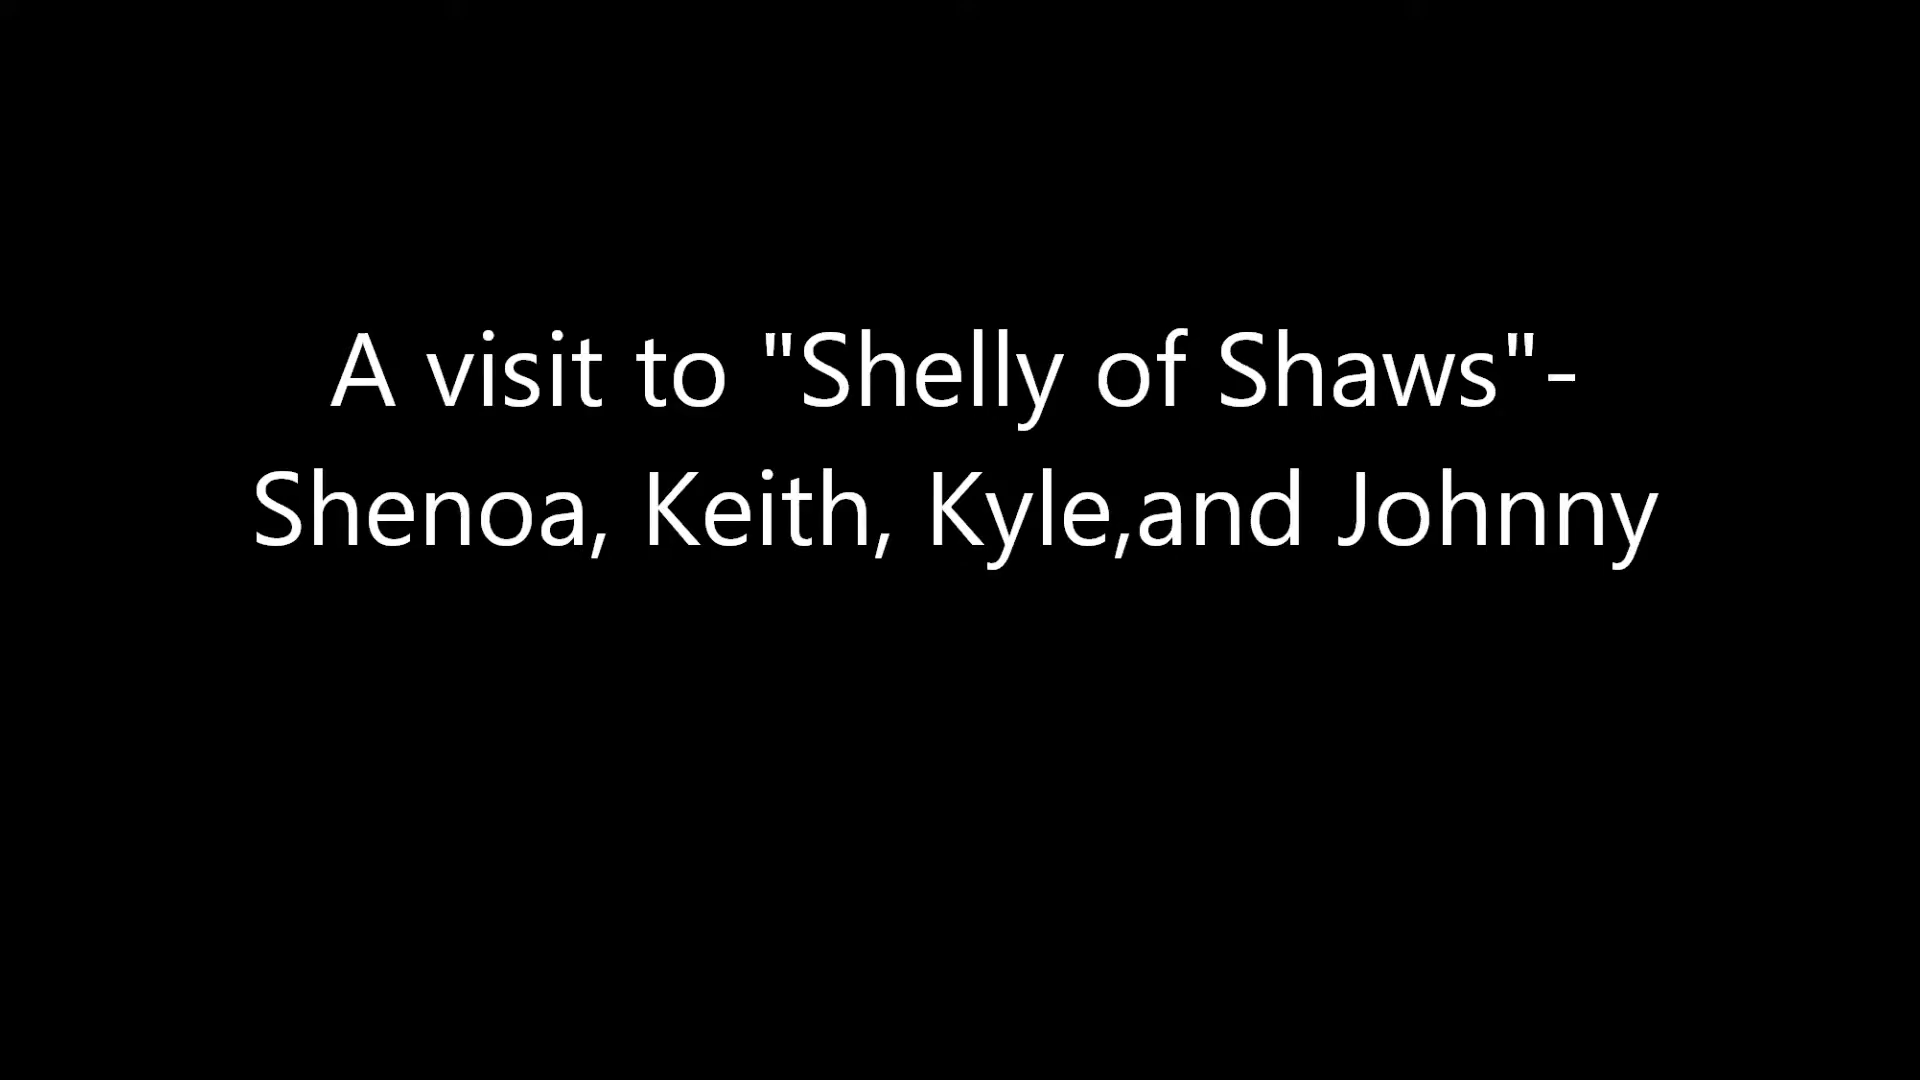 A visit to "Shelly of Shaws"-
Shenoa, Keith, Kyle,and Johnny